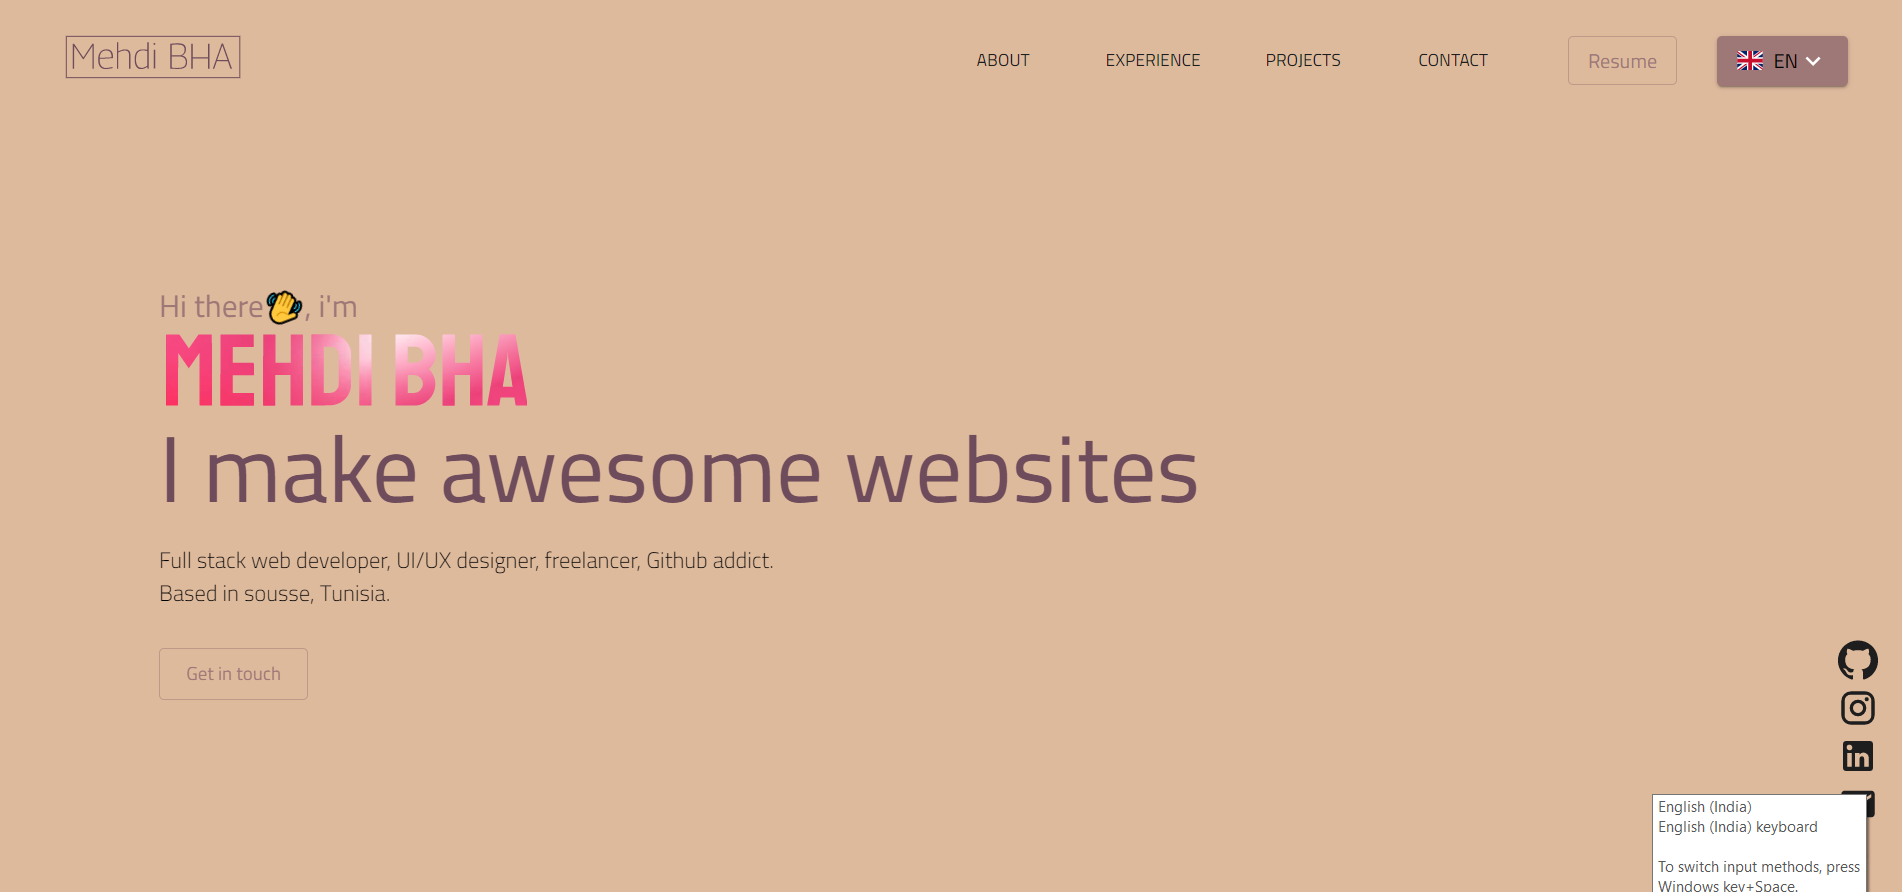 Mehdi BHA
ABOUT EXPERIENCE PROJECTS CONTACT Resume EN
Hi there👋, i'm
MEHDI BHA
I make awesome websites
Full stack web developer, UI/UX designer, freelancer, Github addict.
Based in sousse, Tunisia.
Get in touch
in
English (India)
English (India) keyboard
To switch input methods, press
Windows key+Space.